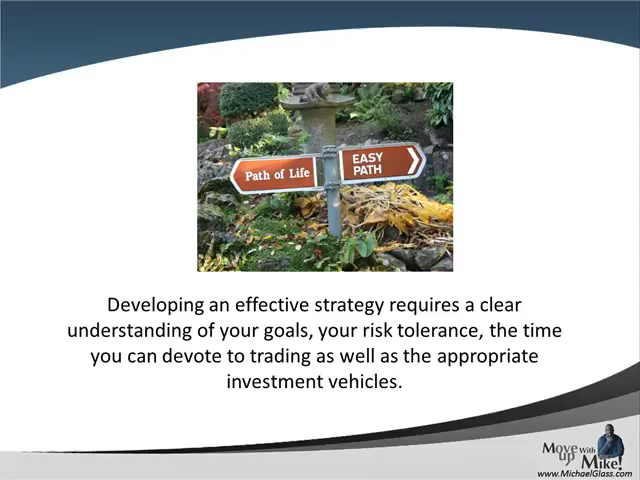 Path of Life
EASY
PATH
Developing an effective strategy requires a clear
understanding of your goals, your risk tolerance, the time
you can devote to trading as well as the appropriate
investment vehicles.
Move up With Mike!
www.MichaelGlass.com